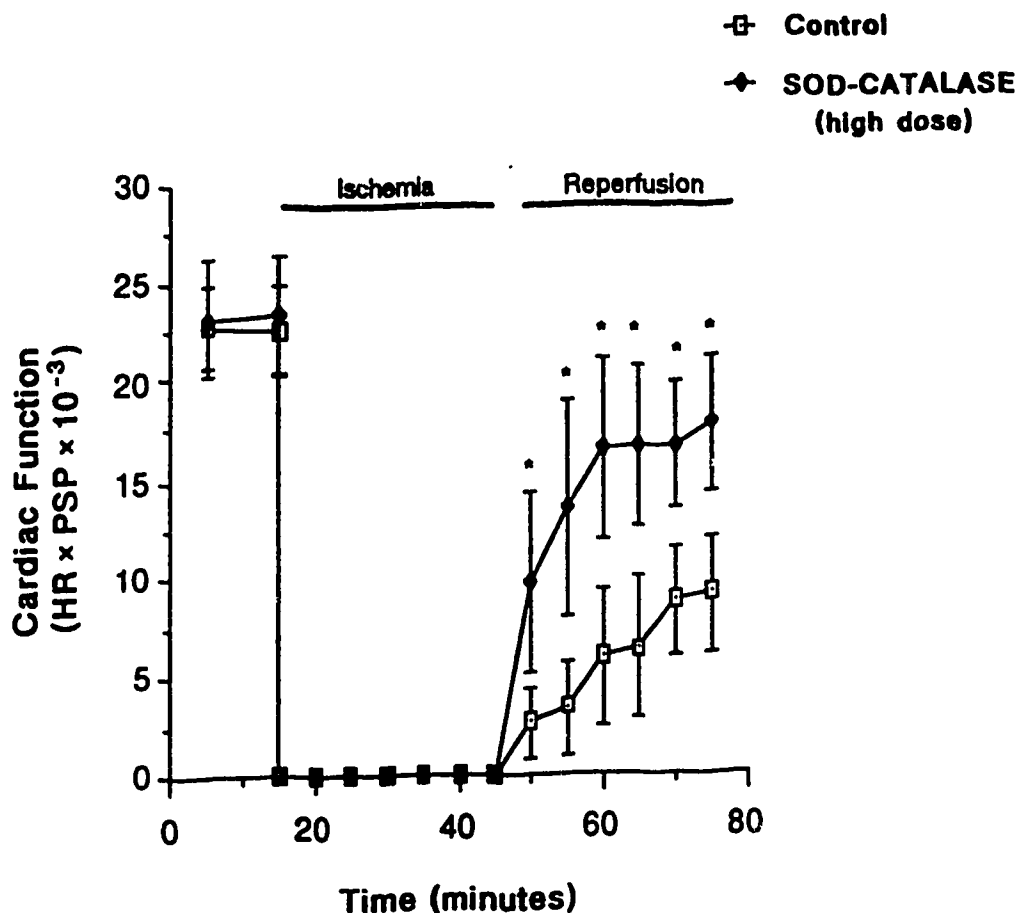 Control
SOD-CATALASE
(high dose)
Ischemia
Reperfusion
30
25
20
15
10
5
0
Cardiac Function
(HR × PSP × 10⁻³)
* * * * * *
0 20 40 60 80
Time (minutes)